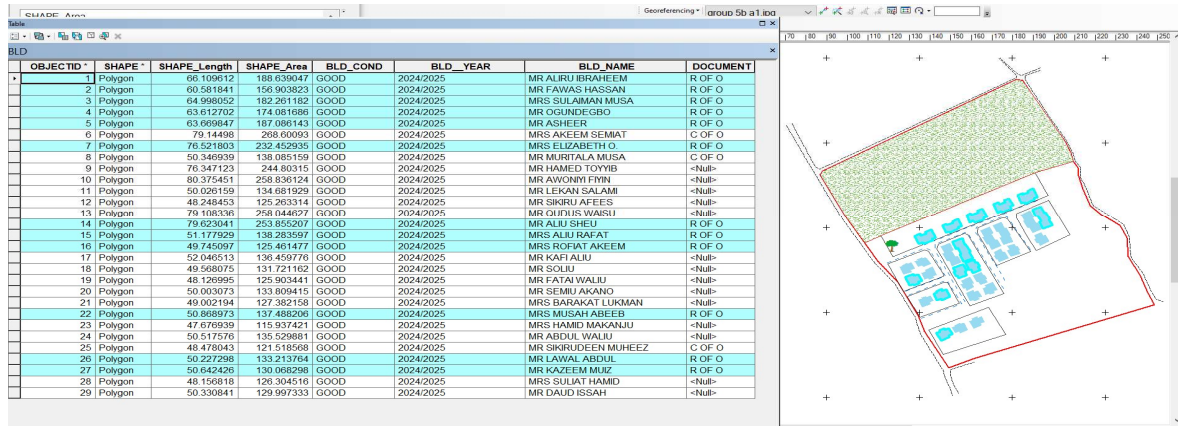 SHAPE_Area
Georeferencing group 5b a1.jpg
Table
BLD
OBJECTID * SHAPE * SHAPE_Length SHAPE_Area BLD_COND BLD__YEAR BLD_NAME DOCUMENT
1 Polygon 66.109612 188.639047 GOOD 2024/2025 MR ALIRU IBRAHEEM R OF O
2 Polygon 60.581841 156.903823 GOOD 2024/2025 MR FAWAS HASSAN R OF O
3 Polygon 64.998052 182.261182 GOOD 2024/2025 MRS SULAIMAN MUSA R OF O
4 Polygon 63.612702 174.081686 GOOD 2024/2025 MR OGUNDEGBO R OF O
5 Polygon 63.669847 187.086143 GOOD 2024/2025 MR ASHEER R OF O
6 Polygon 79.14498 268.60093 GOOD 2024/2025 MRS AKEEM SEMIAT C OF O
7 Polygon 76.521803 232.452935 GOOD 2024/2025 MRS ELIZABETH O. R OF O
8 Polygon 50.346939 138.085159 GOOD 2024/2025 MR MURITALA MUSA C OF O
9 Polygon 76.347123 244.80315 GOOD 2024/2025 MR HAMED TOYYIB <Null>
10 Polygon 80.375451 258.836124 GOOD 2024/2025 MR AWONIYI FIYIN <Null>
11 Polygon 50.026159 134.681929 GOOD 2024/2025 MR LEKAN SALAMI <Null>
12 Polygon 48.248453 125.263314 GOOD 2024/2025 MR SIKIRU AFEES <Null>
13 Polygon 79.108336 258.044627 GOOD 2024/2025 MR QUDUS WAISU <Null>
14 Polygon 79.623041 253.855207 GOOD 2024/2025 MR ALIU SHEU R OF O
15 Polygon 51.177929 138.283597 GOOD 2024/2025 MRS ALIU RAFAT R OF O
16 Polygon 49.745097 125.461477 GOOD 2024/2025 MRS ROFIAT AKEEM R OF O
17 Polygon 52.046513 136.459776 GOOD 2024/2025 MR KAFI ALIU <Null>
18 Polygon 49.568075 131.721162 GOOD 2024/2025 MR SOLIU <Null>
19 Polygon 48.126995 125.903441 GOOD 2024/2025 MR FATAI WALIU <Null>
20 Polygon 50.003073 133.809415 GOOD 2024/2025 MR SEMIU AKANO <Null>
21 Polygon 49.002194 127.382158 GOOD 2024/2025 MRS BARAKAT LUKMAN <Null>
22 Polygon 50.868973 137.488206 GOOD 2024/2025 MRS MUSAH ABEEB R OF O
23 Polygon 47.676939 115.937421 GOOD 2024/2025 MRS HAMID MAKANJU <Null>
24 Polygon 50.517576 135.529881 GOOD 2024/2025 MR ABDUL WALIU <Null>
25 Polygon 48.478043 121.518568 GOOD 2024/2025 MR SIKIRUDEEN MUHEEZ C OF O
26 Polygon 50.227298 133.213764 GOOD 2024/2025 MR LAWAL ABDUL R OF O
27 Polygon 50.642426 130.068298 GOOD 2024/2025 MR KAZEEM MUIZ R OF O
28 Polygon 48.156818 126.304516 GOOD 2024/2025 MRS SULIAT HAMID <Null>
29 Polygon 50.330841 129.997333 GOOD 2024/2025 MR DAUD ISSAH <Null>
70 80 90 100 110 120 130 140 150 160 170 180 190 200 210 220 230 240 250